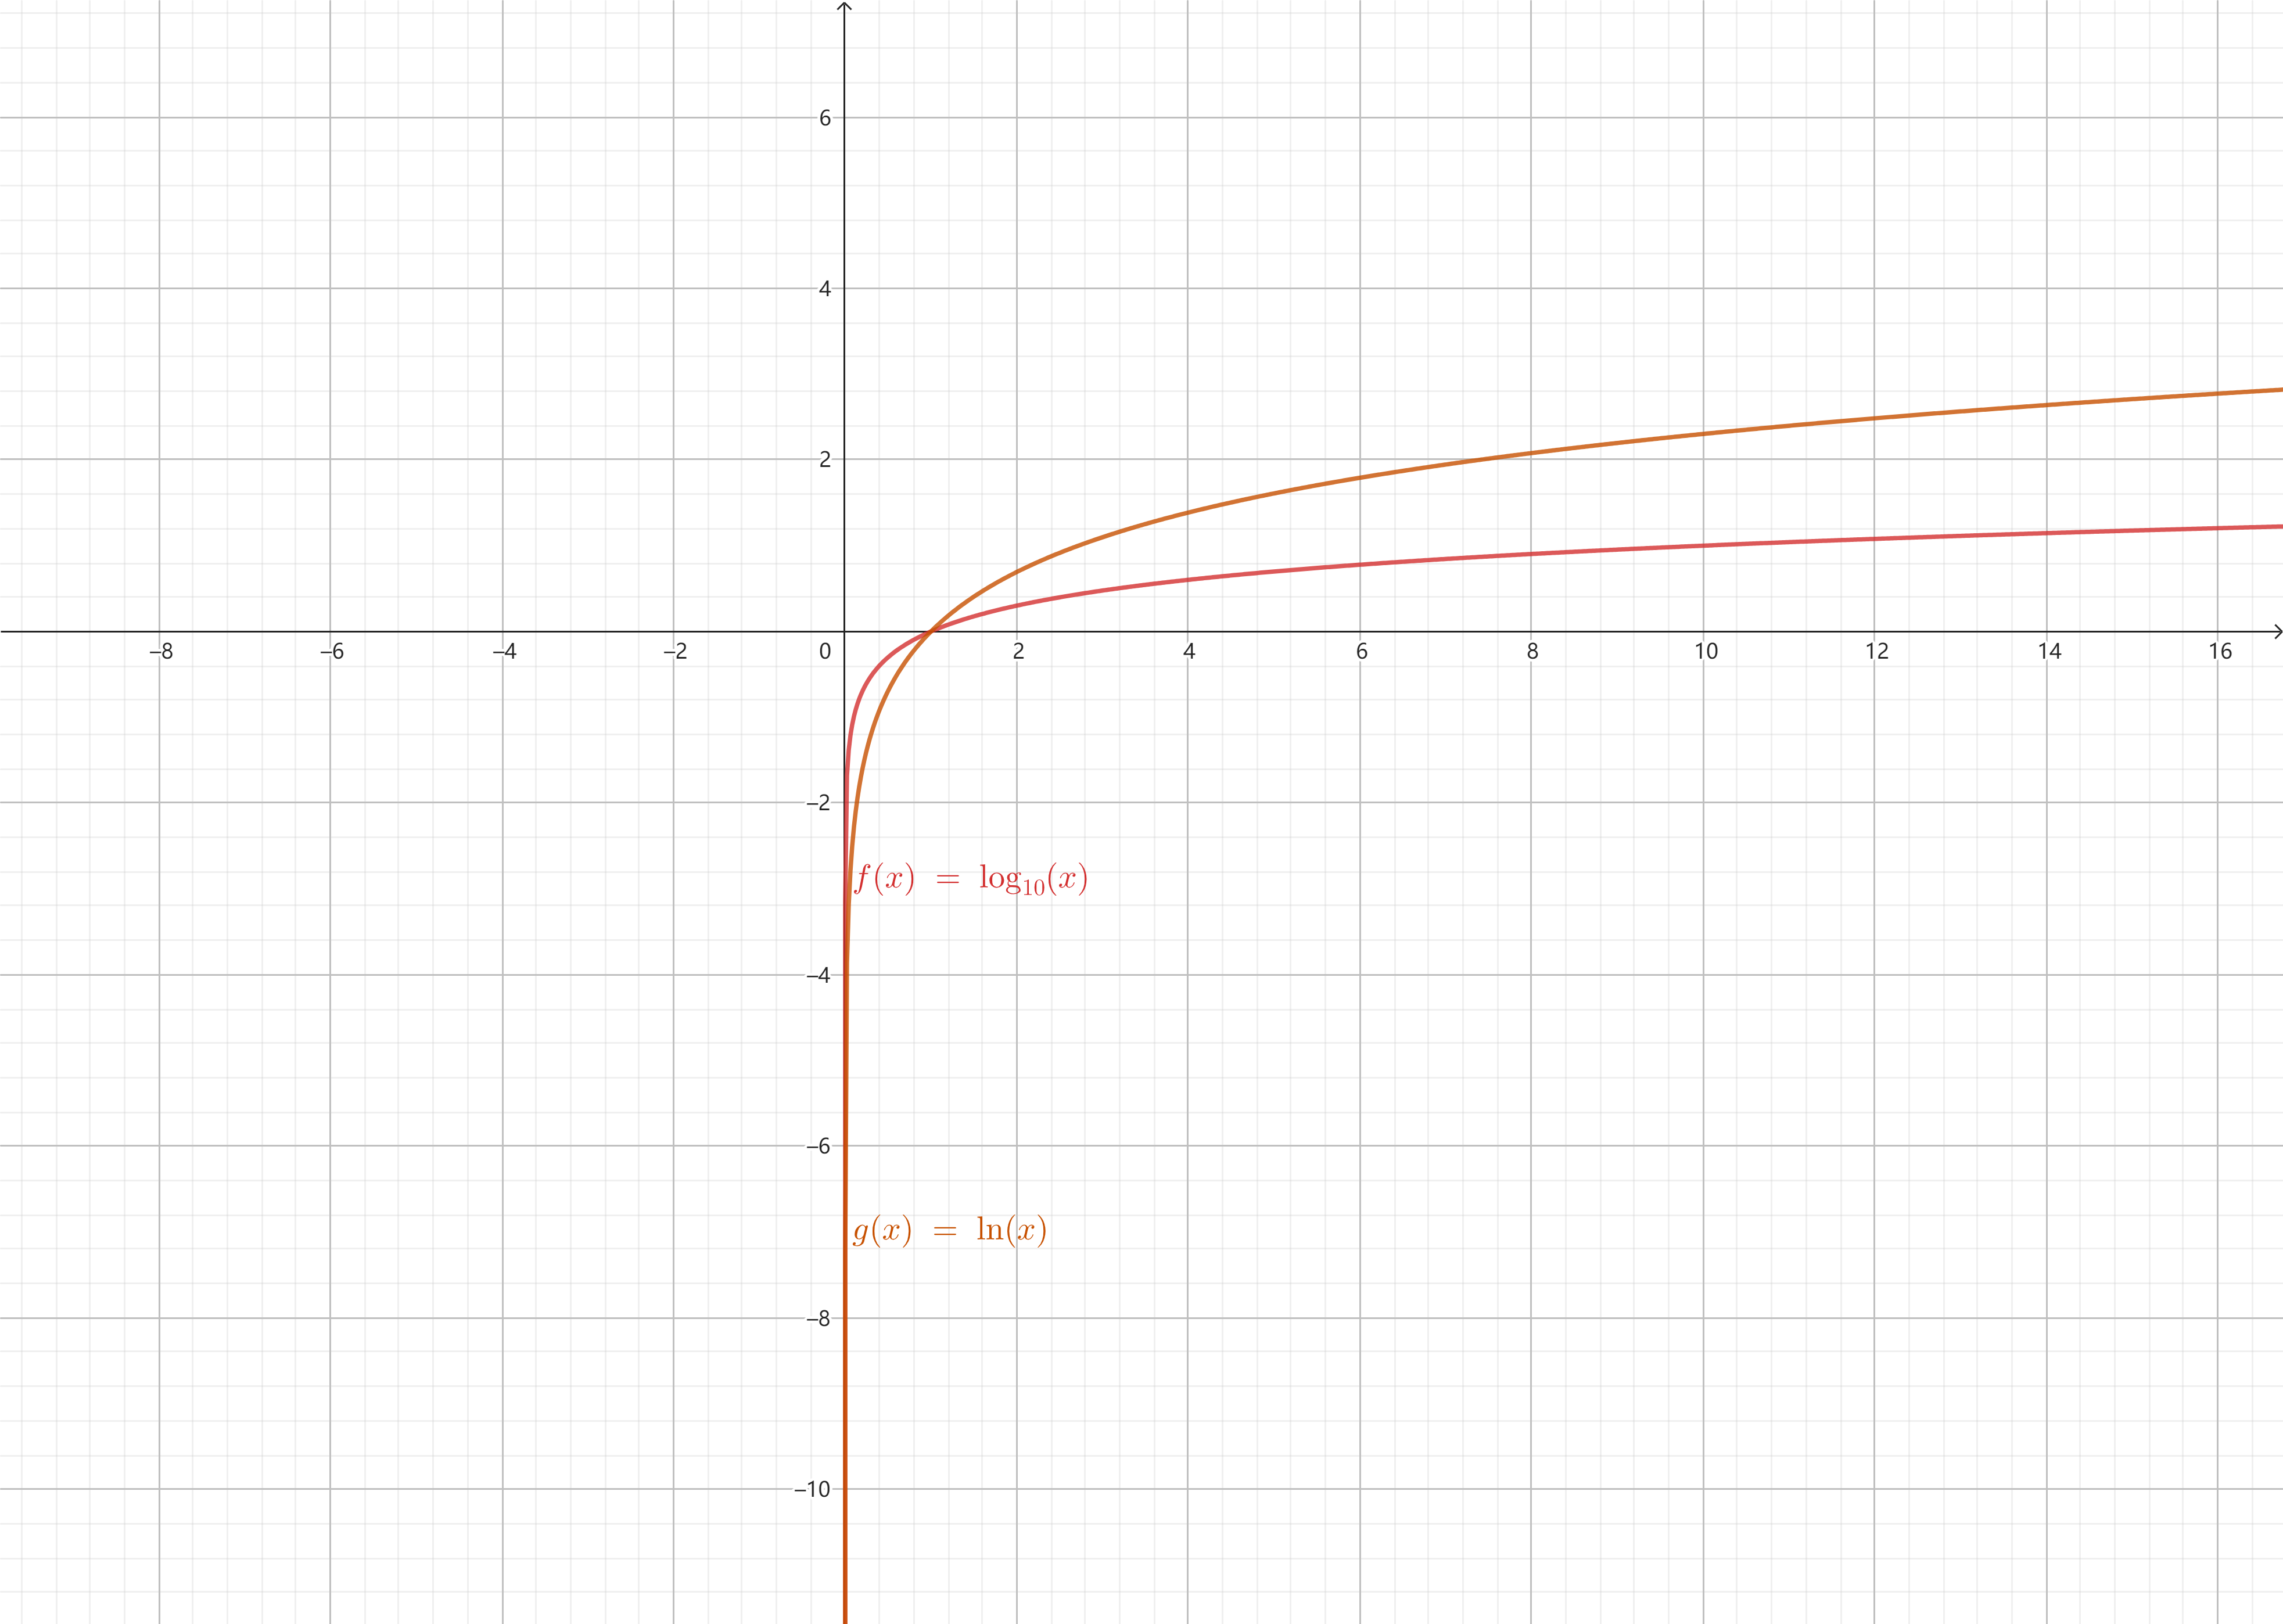 6
4
2
–8 –6 –4 –2 0 2 4 6 8 10 12 14 16
–2
f(x) = log₁₀(x)
–4
–6
g(x) = ln(x)
–8
–10